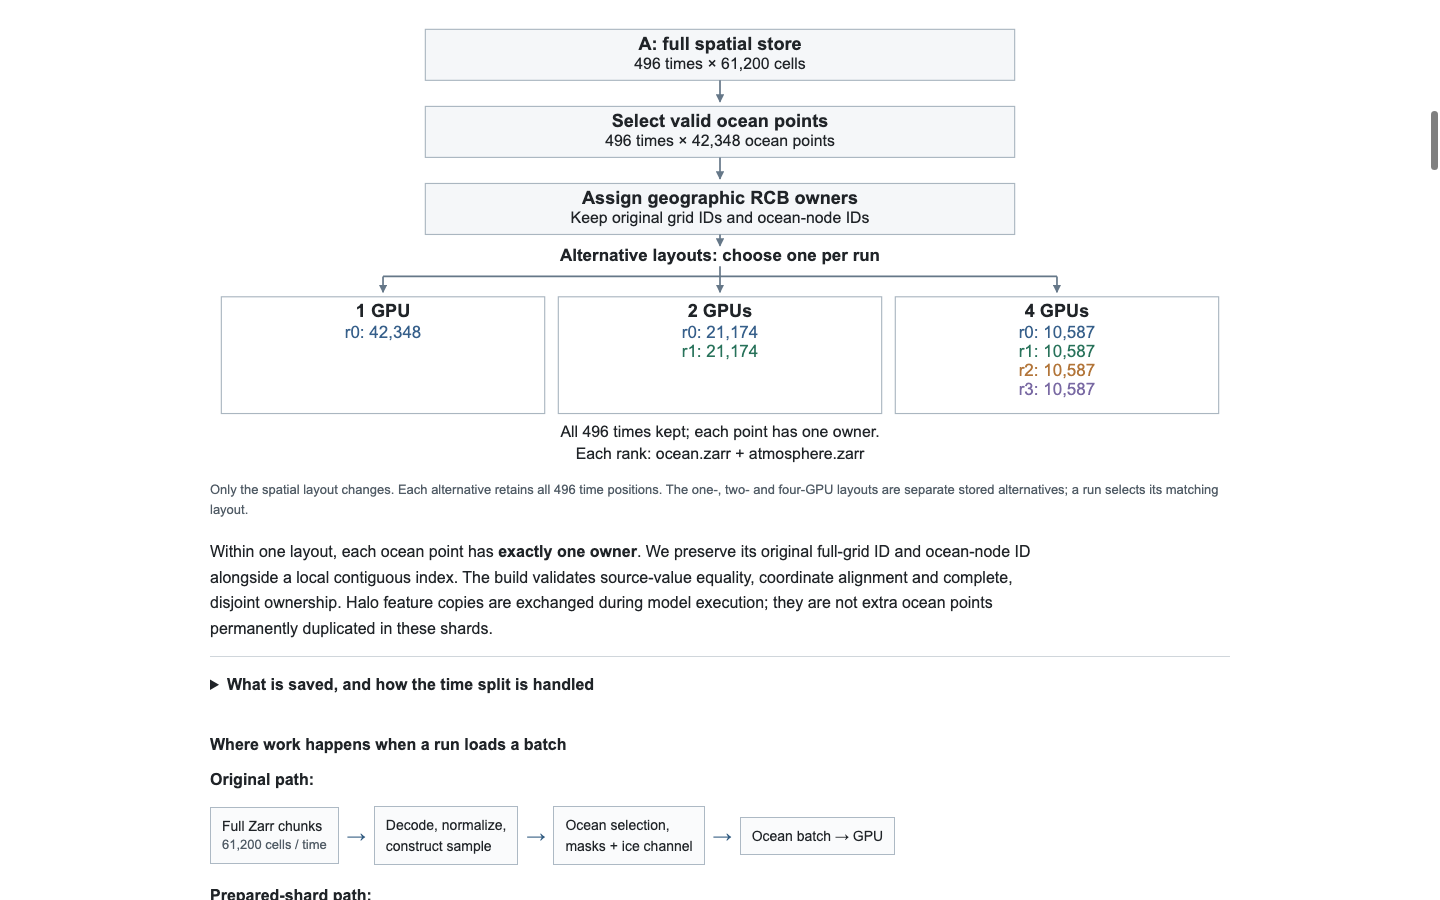 A: full spatial store
496 times × 61,200 cells
Select valid ocean points
496 times × 42,348 ocean points
Assign geographic RCB owners
Keep original grid IDs and ocean-node IDs
Alternative layouts: choose one per run
1 GPU
r0: 42,348
2 GPUs
r0: 21,174
r1: 21,174
4 GPUs
r0: 10,587
r1: 10,587
r2: 10,587
r3: 10,587
All 496 times kept; each point has one owner.
Each rank: ocean.zarr + atmosphere.zarr
Only the spatial layout changes. Each alternative retains all 496 time positions. The one-, two- and four-GPU layouts are separate stored alternatives; a run selects its matching
layout.
Within one layout, each ocean point has exactly one owner. We preserve its original full-grid ID and ocean-node ID
alongside a local contiguous index. The build validates source-value equality, coordinate alignment and complete,
disjoint ownership. Halo feature copies are exchanged during model execution; they are not extra ocean points
permanently duplicated in these shards.
▶ What is saved, and how the time split is handled
Where work happens when a run loads a batch
Original path:
Full Zarr chunks
61,200 cells / time
→
Decode, normalize,
construct sample
→
Ocean selection,
masks + ice channel
→
Ocean batch → GPU
Prepared-shard path: